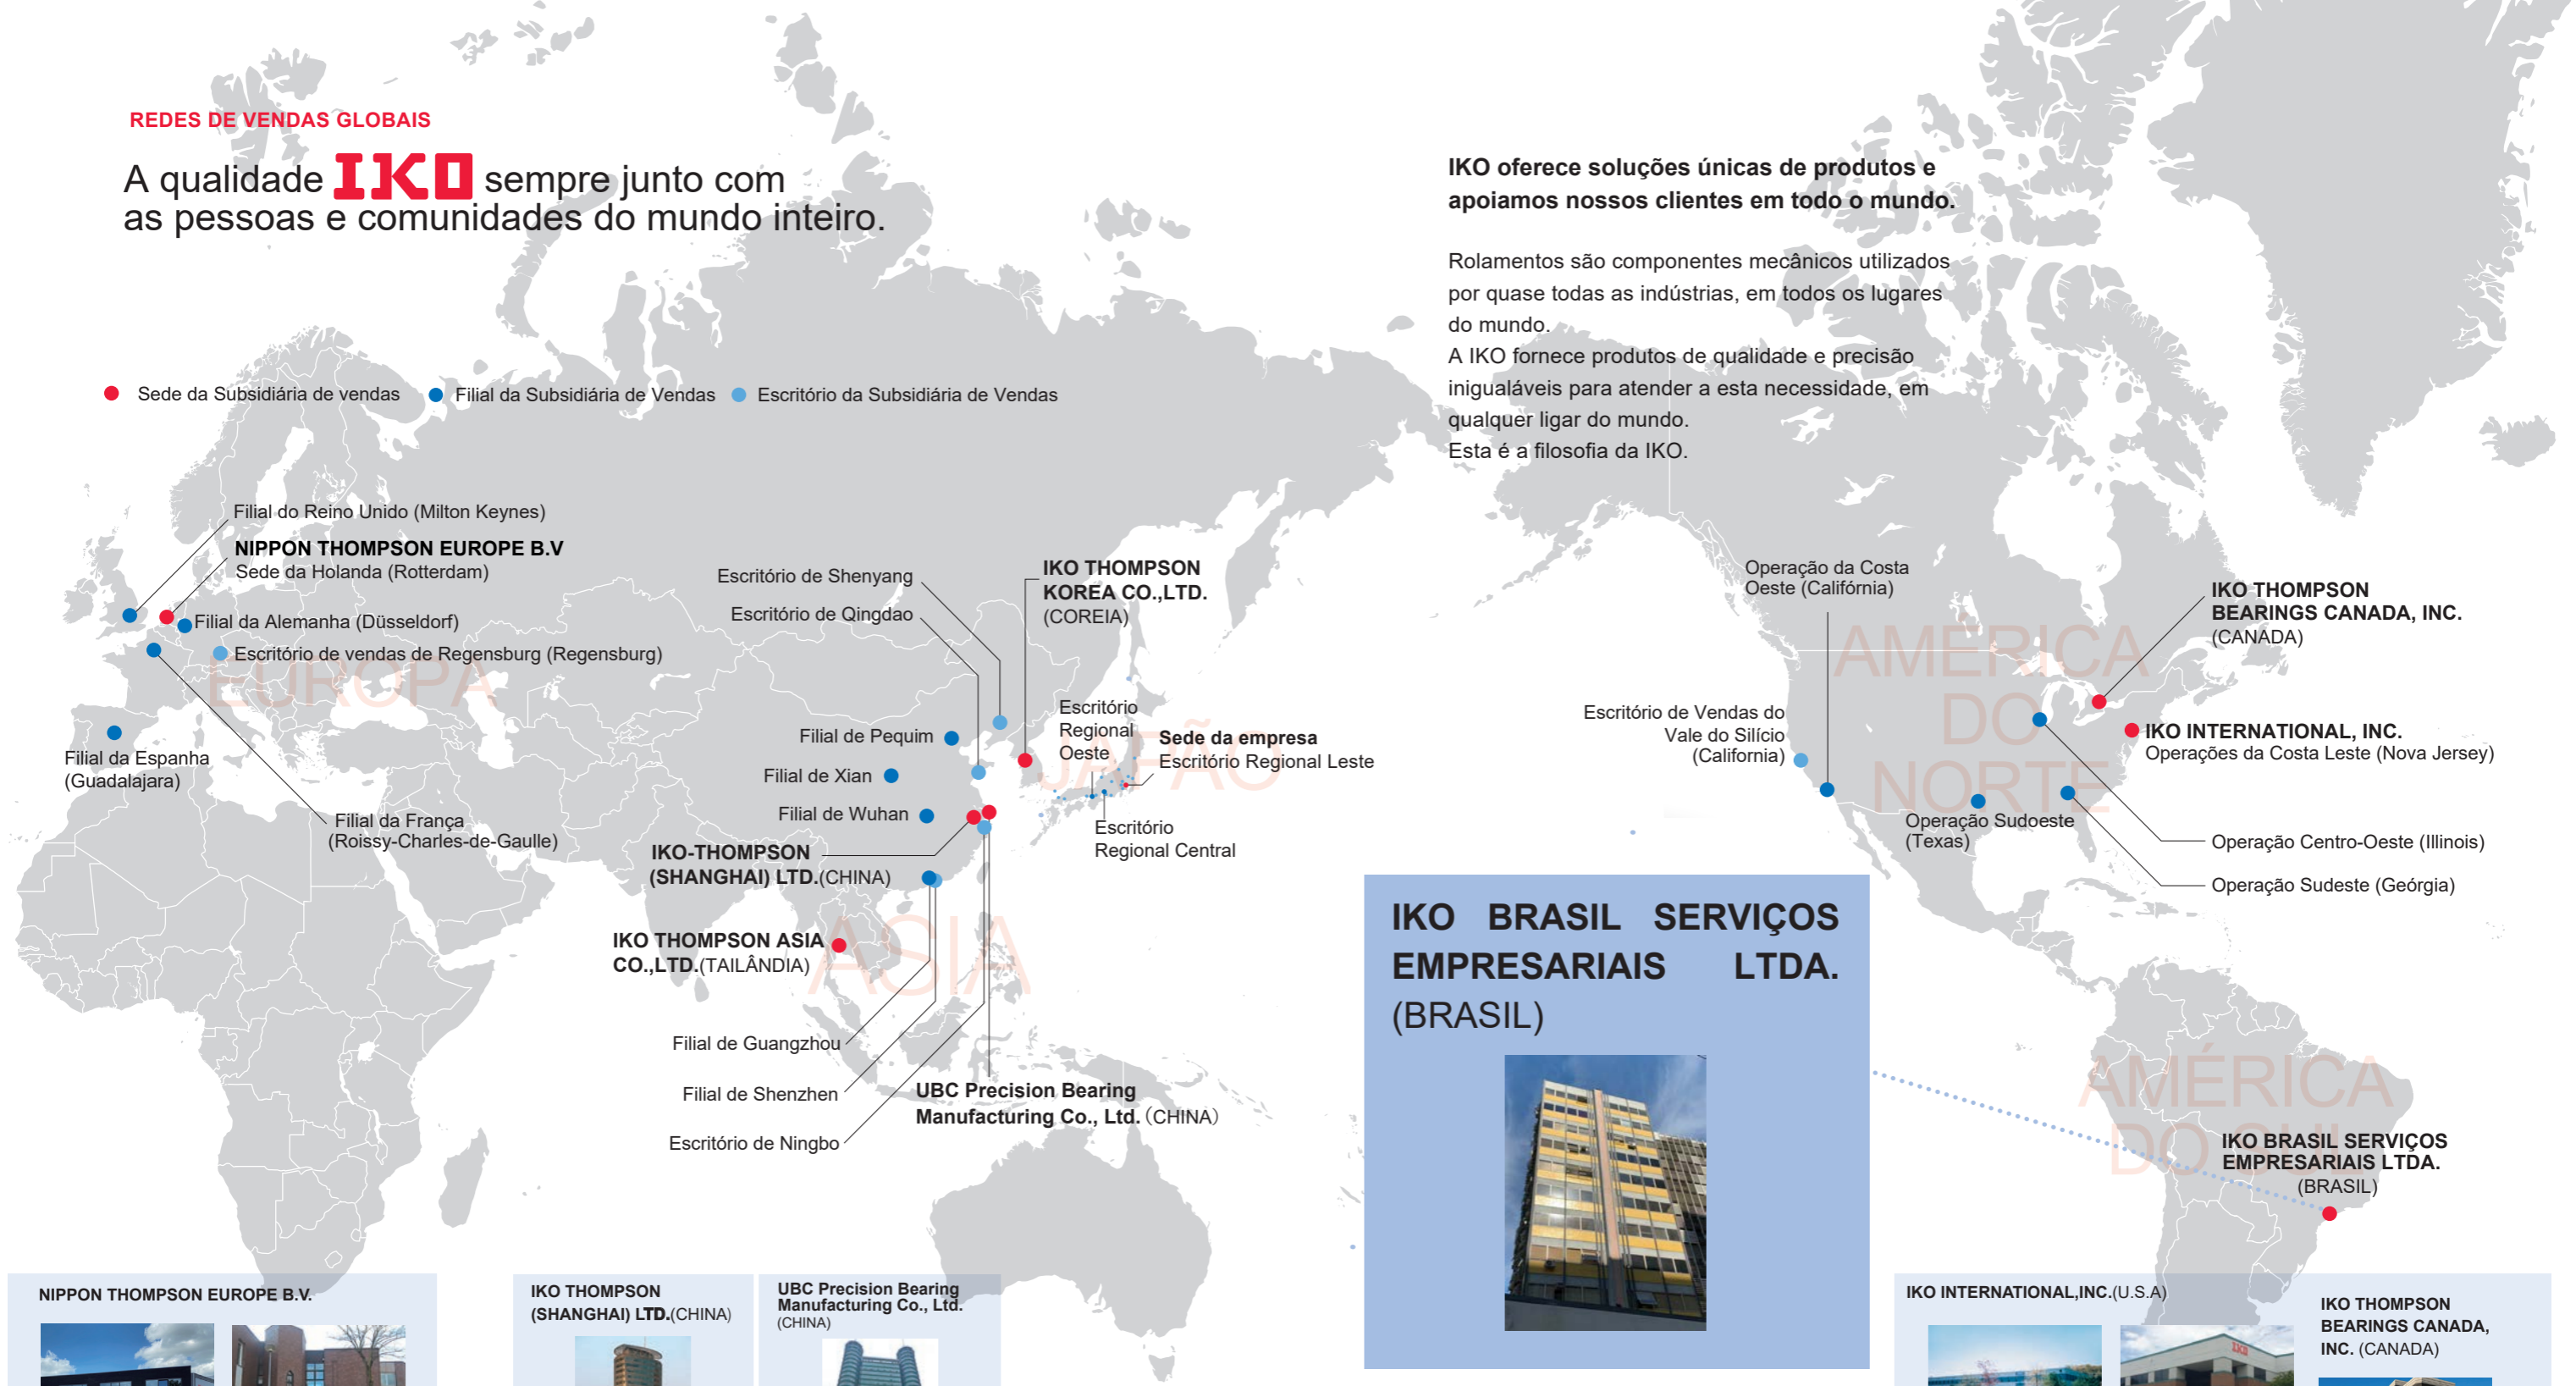 REDES DE VENDAS GLOBAIS
A qualidade IKO sempre junto com
as pessoas e comunidades do mundo inteiro.
IKO oferece soluções únicas de produtos e
apoiamos nossos clientes em todo o mundo.
Rolamentos são componentes mecânicos utilizados
por quase todas as indústrias, em todos os lugares
do mundo.
A IKO fornece produtos de qualidade e precisão
inigualáveis para atender a esta necessidade, em
qualquer ligar do mundo.
Esta é a filosofia da IKO.
Sede da Subsidiária de vendas
Filial da Subsidiária de Vendas
Escritório da Subsidiária de Vendas
EUROPA
Filial do Reino Unido (Milton Keynes)
NIPPON THOMPSON EUROPE B.V
Sede da Holanda (Rotterdam)
Filial da Alemanha (Düsseldorf)
Escritório de vendas de Regensburg (Regensburg)
Filial da Espanha
(Guadalajara)
Filial da França
(Roissy-Charles-de-Gaulle)
ASIA
Escritório de Shenyang
Escritório de Qingdao
IKO THOMPSON
KOREA CO.,LTD.
(COREIA)
Filial de Pequim
Filial de Xian
Filial de Wuhan
IKO-THOMPSON
(SHANGHAI) LTD.(CHINA)
IKO THOMPSON ASIA
CO.,LTD.(TAILÂNDIA)
Filial de Guangzhou
Filial de Shenzhen
Escritório de Ningbo
UBC Precision Bearing
Manufacturing Co., Ltd. (CHINA)
JAPÃO
Escritório
Regional
Oeste
Sede da empresa
Escritório Regional Leste
Escritório
Regional Central
AMÉRICA
DO
NORTE
Operação da Costa
Oeste (Califórnia)
Escritório de Vendas do
Vale do Silício
(California)
IKO THOMPSON
BEARINGS CANADA, INC.
(CANADÁ)
IKO INTERNATIONAL, INC.
Operações da Costa Leste (Nova Jersey)
Operação Sudoeste
(Texas)
Operação Centro-Oeste (Illinois)
Operação Sudeste (Geórgia)
IKO BRASIL SERVIÇOS
EMPRESARIAIS LTDA.
(BRASIL)
AMÉRICA
DO SUL
IKO BRASIL SERVIÇOS
EMPRESARIAIS LTDA.
(BRASIL)
NIPPON THOMPSON EUROPE B.V.
IKO THOMPSON
(SHANGHAI) LTD.(CHINA)
UBC Precision Bearing
Manufacturing Co., Ltd.
(CHINA)
IKO INTERNATIONAL,INC.(U.S.A)
IKO
IKO THOMPSON
BEARINGS CANADA,
INC. (CANADA)